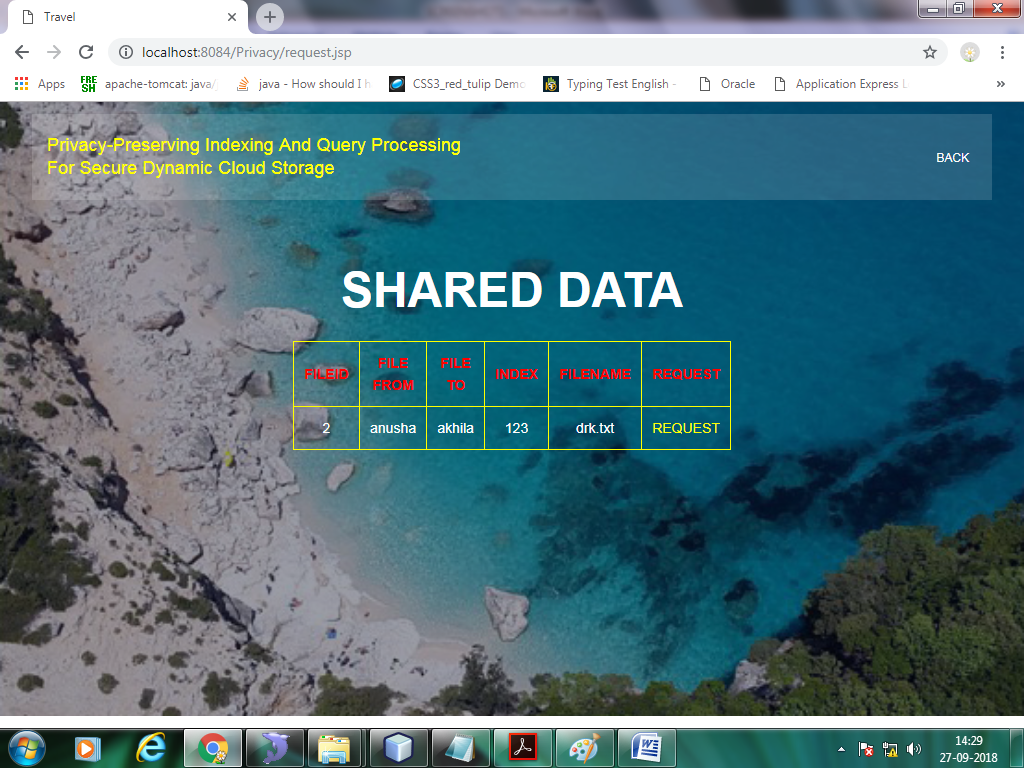 Travel
localhost:8084/Privacy/request.jsp
Apps
FRE SH
apache-tomcat: java/
java - How should I h
CSS3_red_tulip Demo
Typing Test English -
Oracle
Application Express L
»
Privacy-Preserving Indexing And Query Processing
For Secure Dynamic Cloud Storage
BACK
SHARED DATA
FILEID FILE FROM FILE TO INDEX FILENAME REQUEST
2 anusha akhila 123 drk.txt REQUEST
14:29
27-09-2018